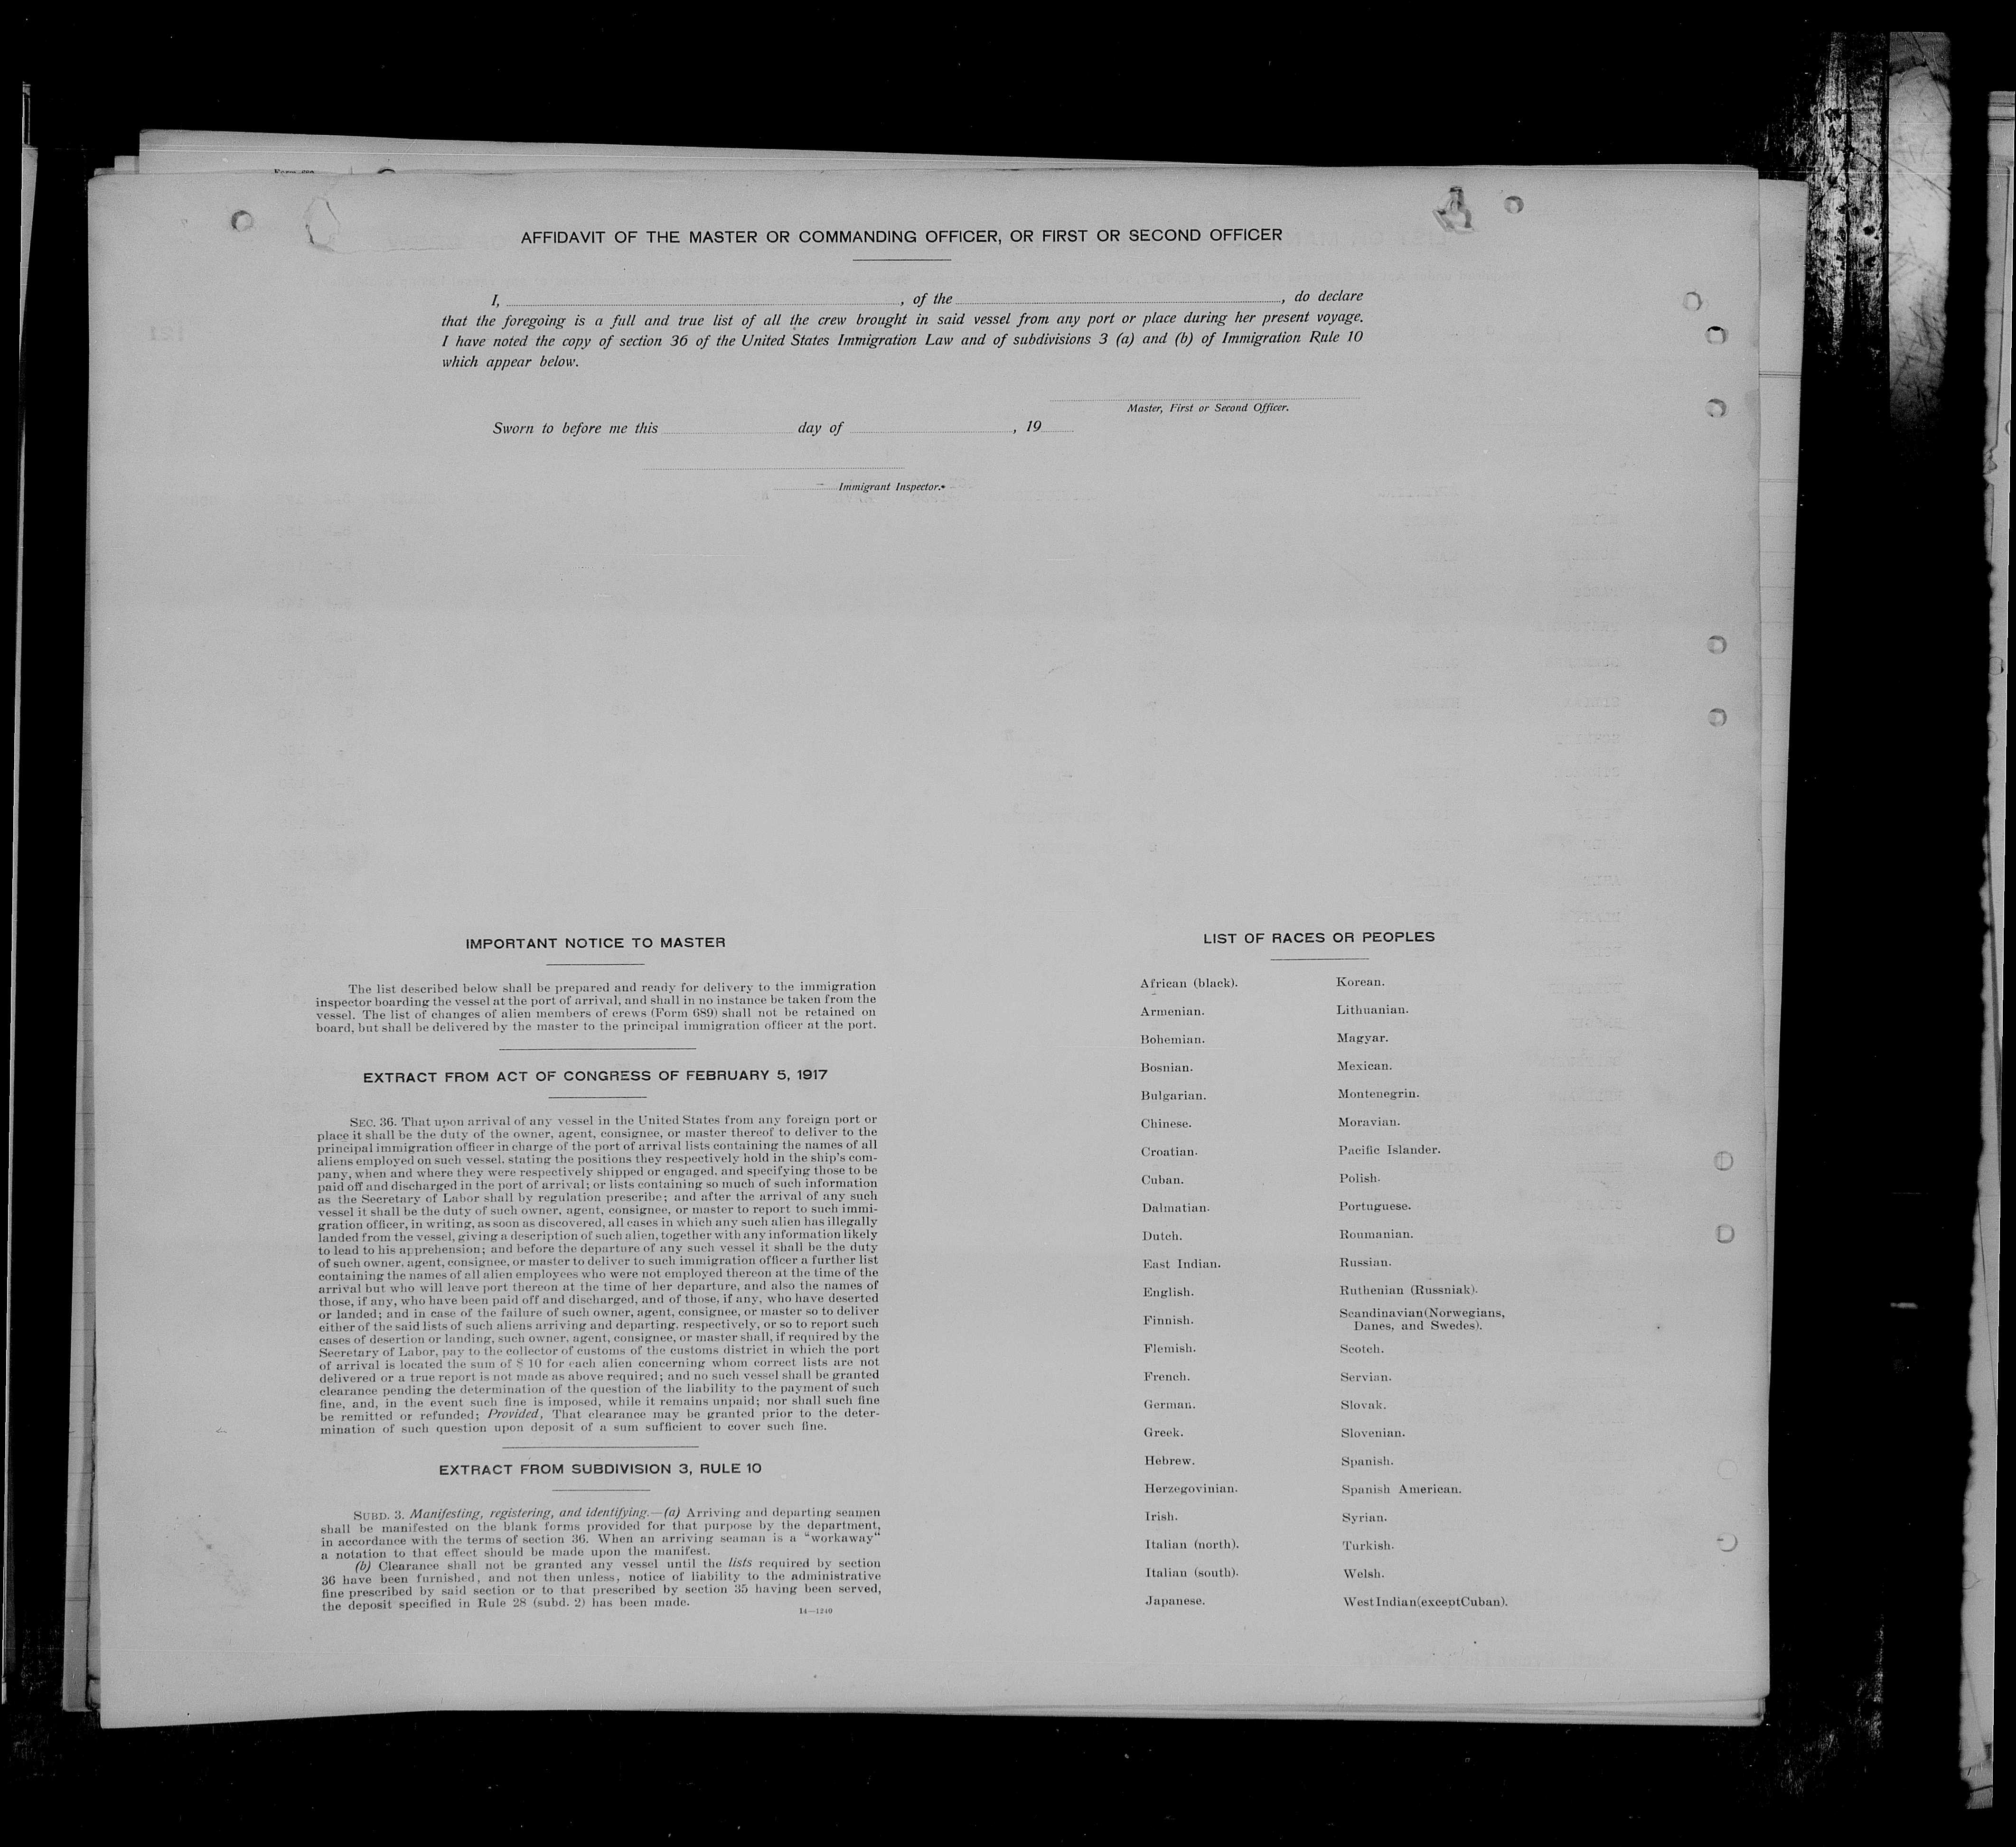 AFFIDAVIT OF THE MASTER OR COMMANDING OFFICER, OR FIRST OR SECOND OFFICER
I, , of the , do declare
that the foregoing is a full and true list of all the crew brought in said vessel from any port or place during her present voyage.
I have noted the copy of section 36 of the United States Immigration Law and of subdivisions 3 (a) and (b) of Immigration Rule 10
which appear below.
Master, First or Second Officer.
Sworn to before me this day of , 19
Immigrant Inspector.
IMPORTANT NOTICE TO MASTER
The list described below shall be prepared and ready for delivery to the immigration
inspector boarding the vessel at the port of arrival, and shall in no instance be taken from the
vessel. The list of changes of alien members of crews (Form 689) shall not be retained on
board, but shall be delivered by the master to the principal immigration officer at the port.
EXTRACT FROM ACT OF CONGRESS OF FEBRUARY 5, 1917
SEC. 36. That upon arrival of any vessel in the United States from any foreign port or
place it shall be the duty of the owner, agent, consignee, or master thereof to deliver to the
principal immigration officer in charge of the port of arrival lists containing the names of all
aliens employed on such vessel, stating the positions they respectively hold in the ship's com-
pany, when and where they were respectively shipped or engaged, and specifying those to be
paid off and discharged in the port of arrival; or lists containing so much of such information
as the Secretary of Labor shall by regulation prescribe; and after the arrival of any such
vessel it shall be the duty of such owner, agent, consignee, or master to report to such immi-
gration officer, in writing, as soon as discovered, all cases in which any such alien has illegally
landed from the vessel, giving a description of such alien, together with any information likely
to lead to his apprehension; and before the departure of any such vessel it shall be the duty
of such owner, agent, consignee, or master to deliver to such immigration officer a further list
containing the names of all alien employees who were not employed thereon at the time of the
arrival but who will leave port thereon at the time of her departure, and also the names of
those, if any, who have been paid off and discharged, and of those, if any, who have deserted
or landed; and in case of the failure of such owner, agent, consignee, or master so to deliver
either of the said lists of such aliens arriving and departing, respectively, or so to report such
cases of desertion or landing, such owner, agent, consignee, or master shall, if required by the
Secretary of Labor, pay to the collector of customs of the customs district in which the port
of arrival is located the sum of $ 10 for each alien concerning whom correct lists are not
delivered or a true report is not made as above required; and no such vessel shall be granted
clearance pending the determination of the question of the liability to the payment of such
fine, and, in the event such fine is imposed, while it remains unpaid; nor shall such fine
be remitted or refunded; Provided, That clearance may be granted prior to the deter-
mination of such question upon deposit of a sum sufficient to cover such fine.
EXTRACT FROM SUBDIVISION 3, RULE 10
SUBD. 3. Manifesting, registering, and identifying.—(a) Arriving and departing seamen
shall be manifested on the blank forms provided for that purpose by the department,
in accordance with the terms of section 36. When an arriving seaman is a "workaway"
a notation to that effect should be made upon the manifest.
(b) Clearance shall not be granted any vessel until the lists required by section
36 have been furnished, and not then unless, notice of liability to the administrative
fine prescribed by said section or to that prescribed by section 35 having been served,
the deposit specified in Rule 28 (subd. 2) has been made.
14—1240
LIST OF RACES OR PEOPLES
African (black).
Armenian.
Bohemian.
Bosnian.
Bulgarian.
Chinese.
Croatian.
Cuban.
Dalmatian.
Dutch.
East Indian.
English.
Finnish.
Flemish.
French.
German.
Greek.
Hebrew.
Herzegovinian.
Irish.
Italian (north).
Italian (south).
Japanese.
Korean.
Lithuanian.
Magyar.
Mexican.
Montenegrin.
Moravian.
Pacific Islander.
Polish.
Portuguese.
Roumanian.
Russian.
Ruthenian (Russniak).
Scandinavian(Norwegians,
Danes, and Swedes).
Scotch.
Servian.
Slovak.
Slovenian.
Spanish.
Spanish American.
Syrian.
Turkish.
Welsh.
West Indian(except Cuban).